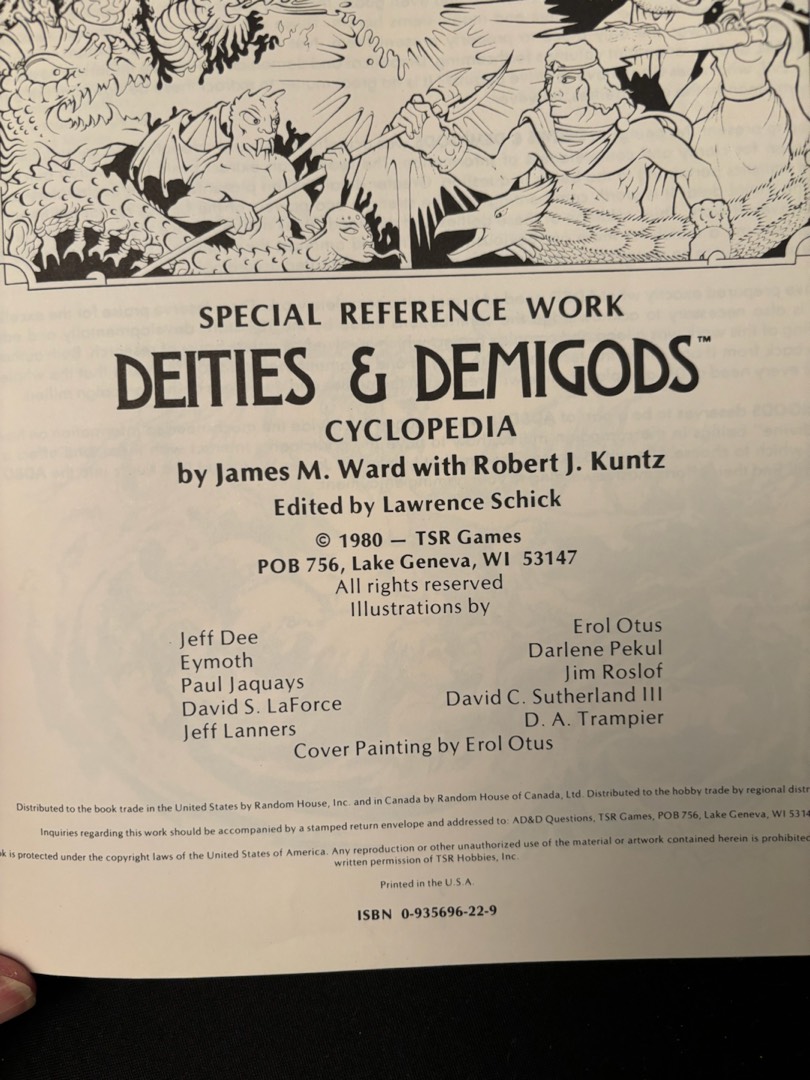 SPECIAL REFERENCE WORK
DEITIES & DEMIGODS™
CYCLOPEDIA
by James M. Ward with Robert J. Kuntz
Edited by Lawrence Schick
© 1980 — TSR Games
POB 756, Lake Geneva, WI 53147
All rights reserved
Illustrations by
Jeff Dee
Eymoth
Paul Jaquays
David S. LaForce
Jeff Lanners
Erol Otus
Darlene Pekul
Jim Roslof
David C. Sutherland III
D. A. Trampier
Cover Painting by Erol Otus
Distributed to the book trade in the United States by Random House, Inc. and in Canada by Random House of Canada, Ltd. Distributed to the hobby trade by regional distr
Inquiries regarding this work should be accompanied by a stamped return envelope and addressed to: AD&D Questions, TSR Games, POB 756, Lake Geneva, WI 5314
k is protected under the copyright laws of the United States of America. Any reproduction or other unauthorized use of the material or artwork contained herein is prohibited
written permission of TSR Hobbies, Inc.
Printed in the U.S.A.
ISBN 0-935696-22-9